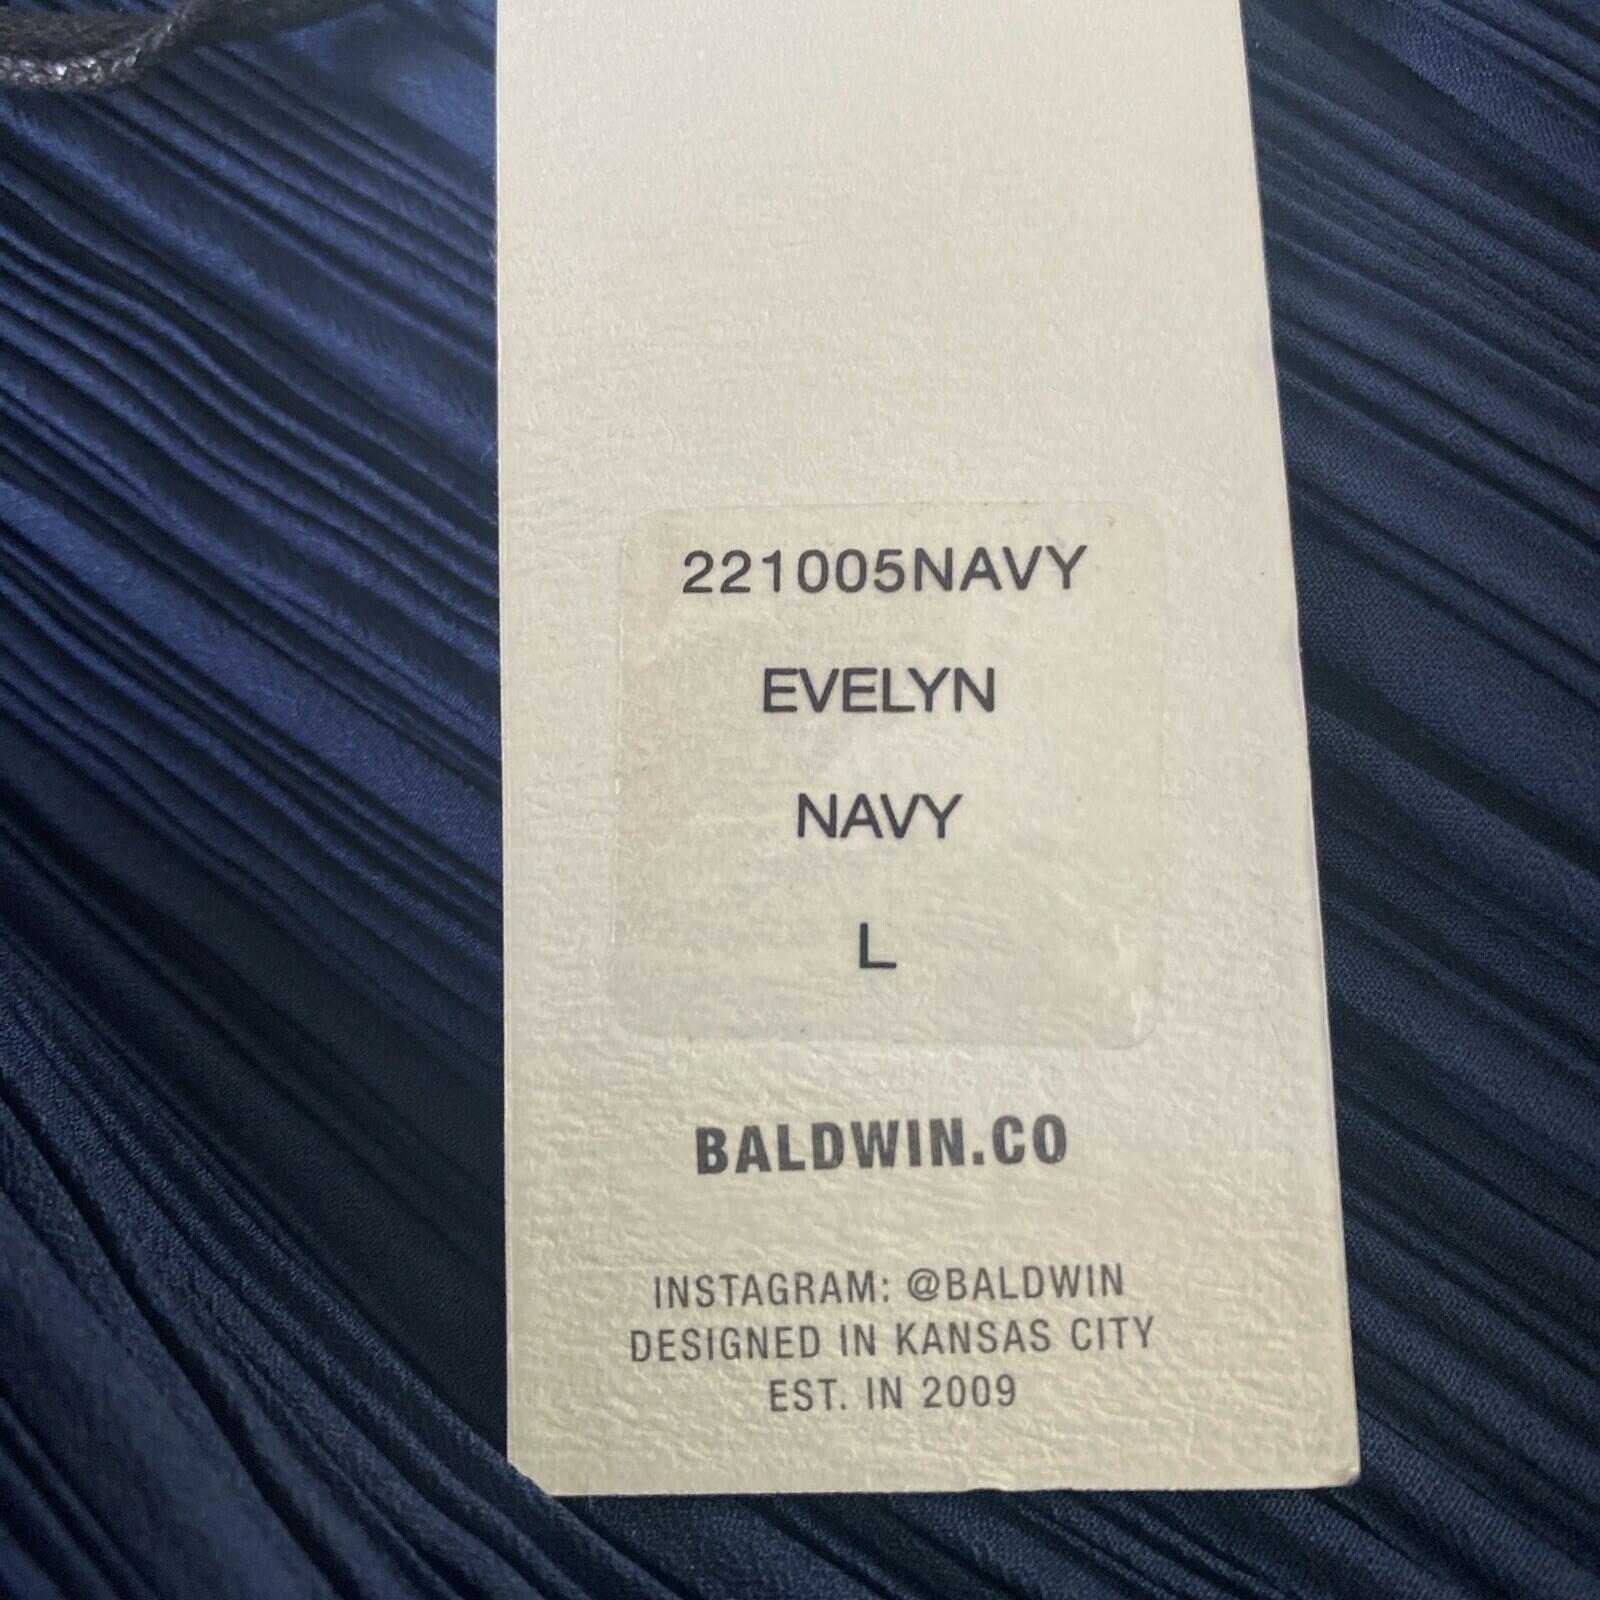 221005NAVY
EVELYN
NAVY
L
BALDWIN.CO
INSTAGRAM: @BALDWIN
DESIGNED IN KANSAS CITY
EST. IN 2009